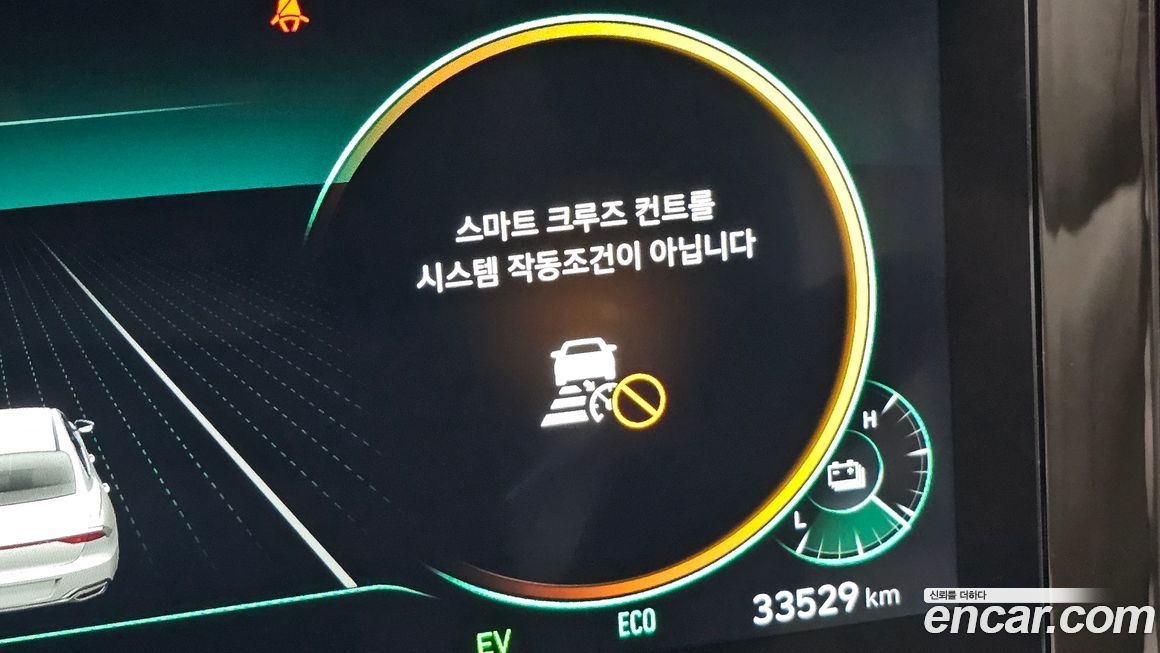 스마트 크루즈 컨트롤
시스템 작동조건이 아닙니다
H
L
33529 km
ECO
EV
신뢰를 더하다
encar.com